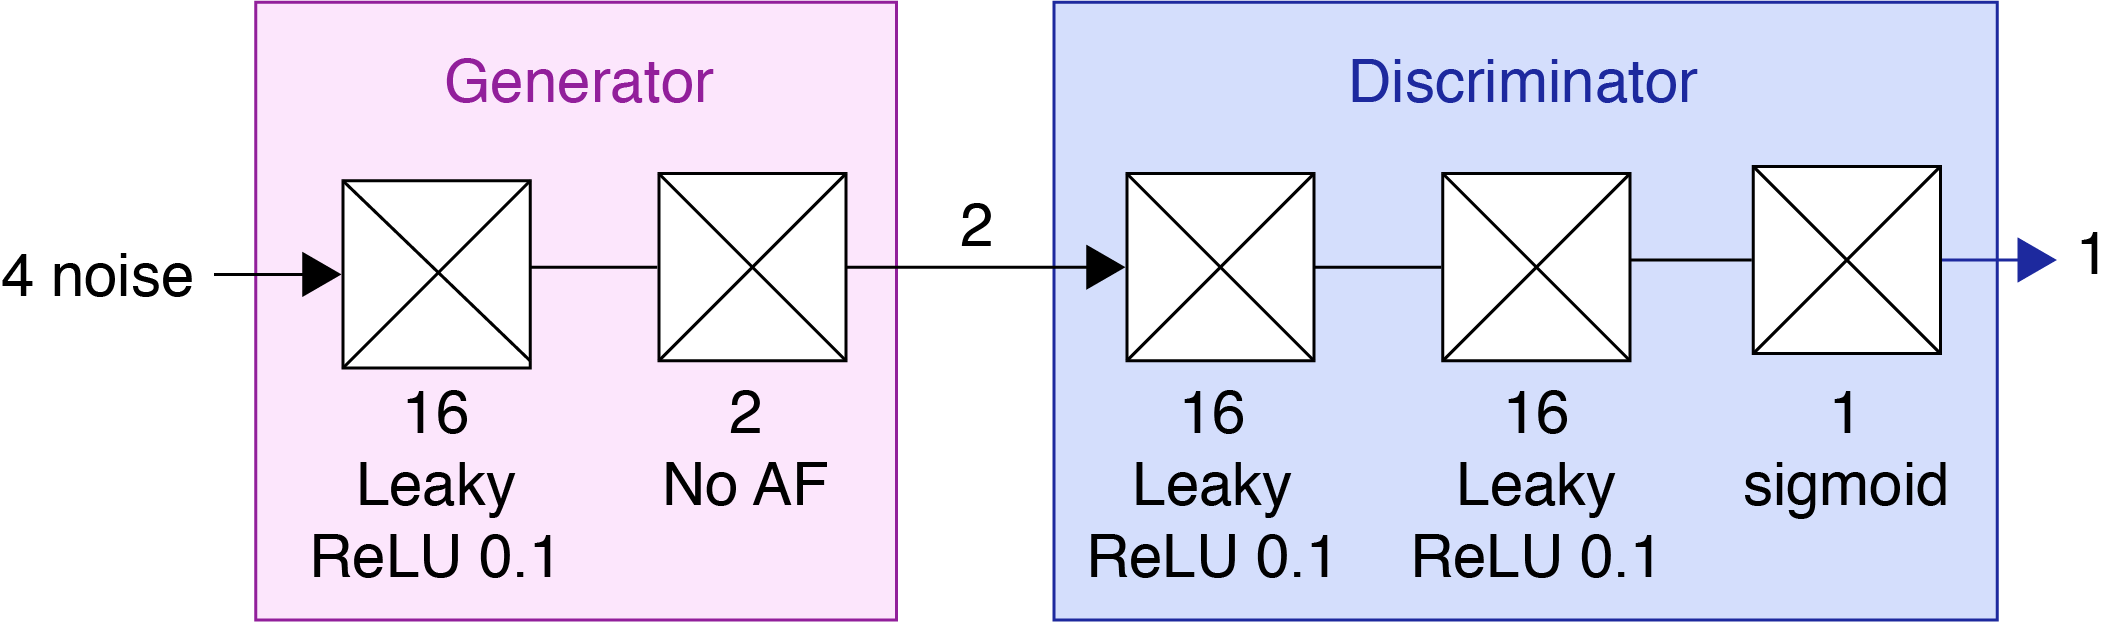 Generator
Discriminator
4 noise
2
1
16
Leaky
ReLU 0.1
2
No AF
16
Leaky
ReLU 0.1
16
Leaky
ReLU 0.1
1
sigmoid